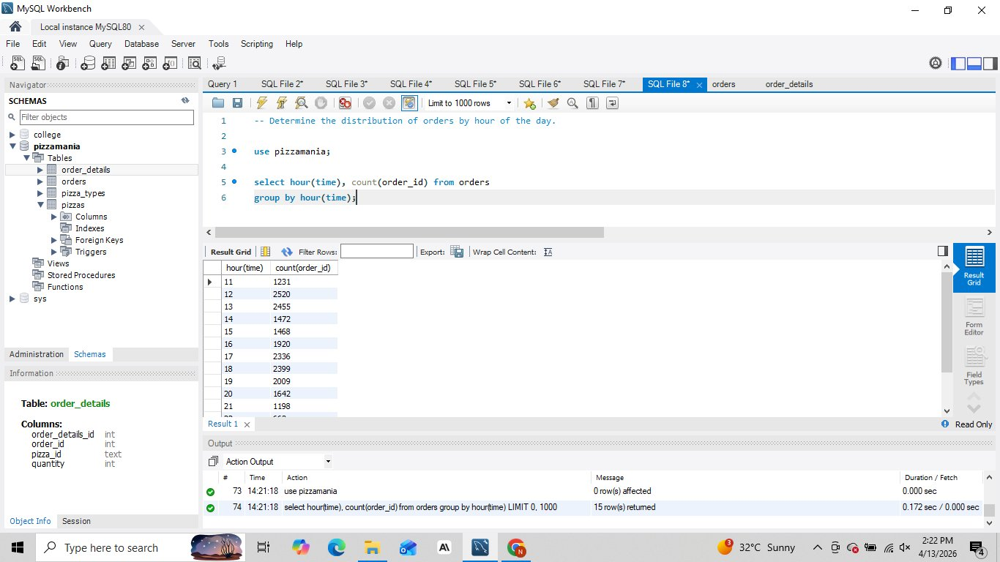 MySQL Workbench
Local instance MySQL80
File Edit View Query Database Server Tools Scripting Help
Navigator
SCHEMAS
Filter objects
college
pizzamania
Tables
order_details
orders
pizza_types
pizzas
Columns
Indexes
Foreign Keys
Triggers
Views
Stored Procedures
Functions
sys
Administration Schemas
Information
Table: order_details
Columns:
order_details_id int
order_id int
pizza_id text
quantity int
Object Info Session
Query 1 SQL File 2* SQL File 3* SQL File 4* SQL File 5* SQL File 6* SQL File 7* SQL File 8* orders order_details
Limit to 1000 rows
1 -- Determine the distribution of orders by hour of the day.
2
3 use pizzamania;
4
5 select hour(time), count(order_id) from orders
6 group by hour(time);
Result Grid Filter Rows: Export: Wrap Cell Content:
hour(time) count(order_id)
11 1231
12 2520
13 2455
14 1472
15 1468
16 1920
17 2336
18 2399
19 2009
20 1642
21 1198
Result Grid
Form Editor
Field Types
Result 1
Read Only
Output
Action Output
# Time Action Message Duration / Fetch
73 14:21:18 use pizzamania 0 row(s) affected 0.000 sec
74 14:21:18 select hour(time), count(order_id) from orders group by hour(time) LIMIT 0, 1000 15 row(s) returned 0.172 sec / 0.000 sec
Type here to search
3
32°C Sunny
2:22 PM
4/13/2026
4